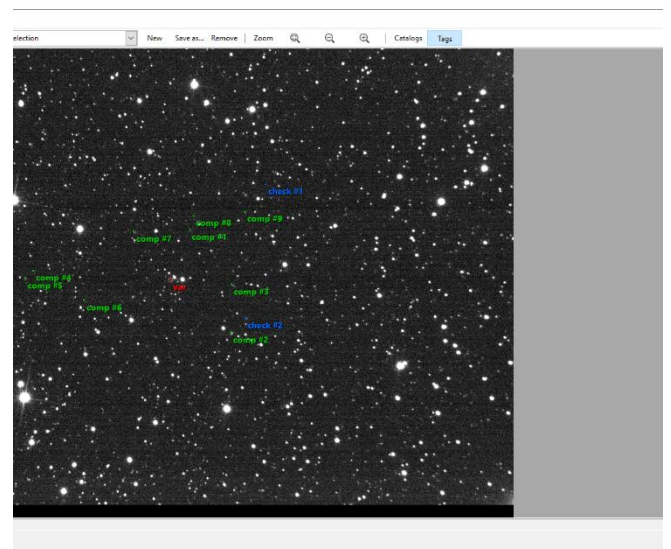 election New Save as... Remove Zoom Catalogs Tags
check #1
comp #8 comp #9
comp #7 comp #1
comp #4
comp #5 var comp #3
comp #6
check #2
comp #2